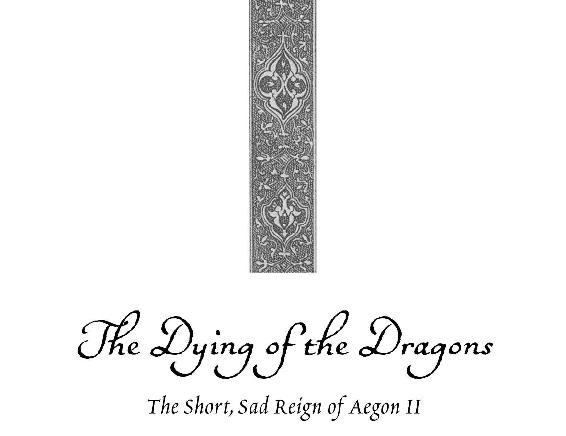 The Dying of the Dragons
The Short, Sad Reign of Aegon II